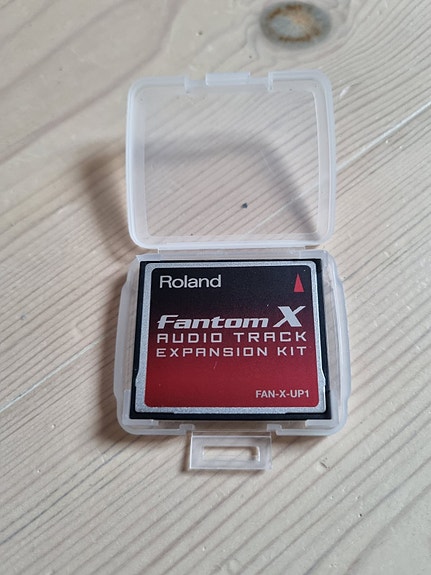 Roland
Fantom X
AUDIO TRACK
EXPANSION KIT
FAN-X-UP1